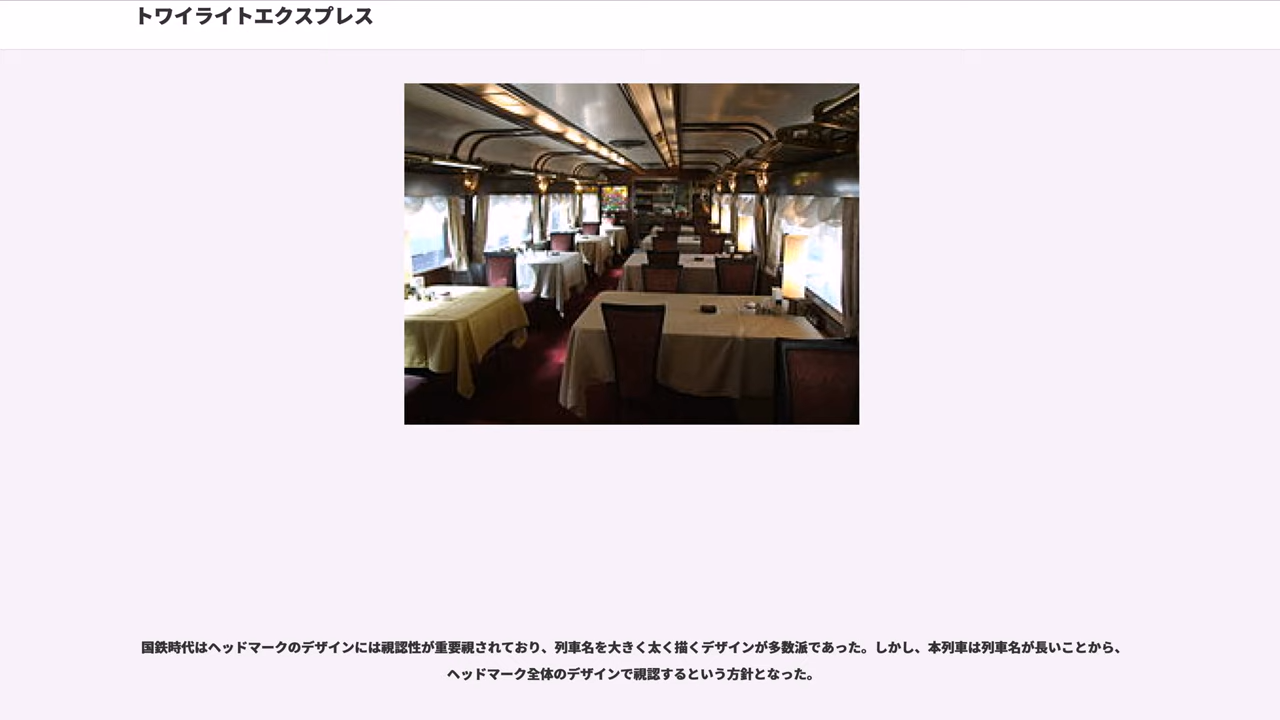 トワイライトエクスプレス
国鉄時代はヘッドマークのデザインには視認性が重要視されており、列車名を大きく太く描くデザインが多数派であった。しかし、本列車は列車名が長いことから、
ヘッドマーク全体のデザインで視認するという方針となった。